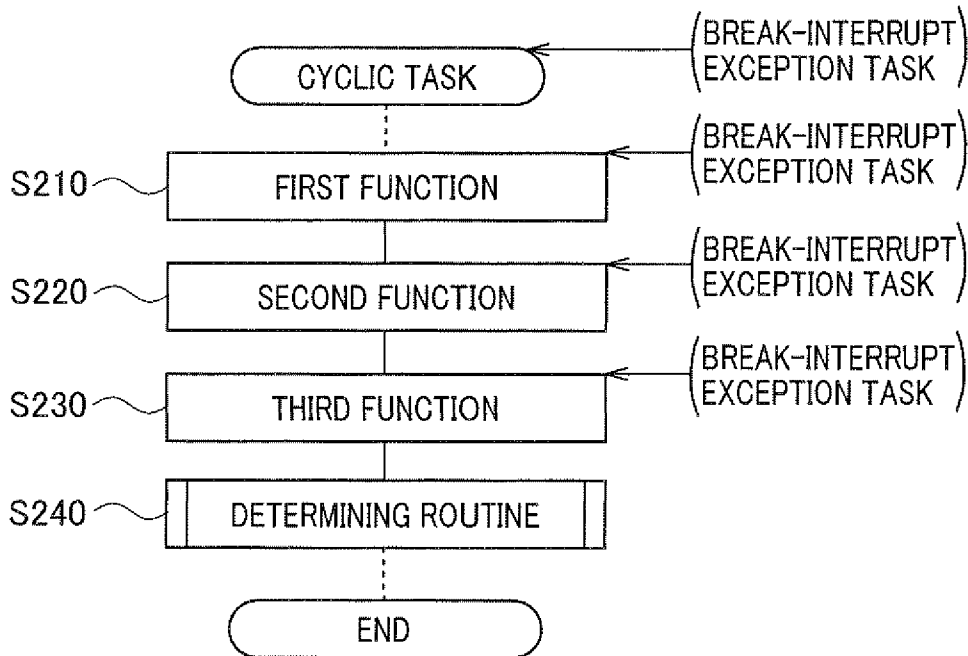 (BREAK-INTERRUPT
EXCEPTION TASK)
CYCLIC TASK
(BREAK-INTERRUPT
EXCEPTION TASK)
S210
FIRST FUNCTION
(BREAK-INTERRUPT
EXCEPTION TASK)
S220
SECOND FUNCTION
(BREAK-INTERRUPT
EXCEPTION TASK)
S230
THIRD FUNCTION
S240
DETERMINING ROUTINE
END